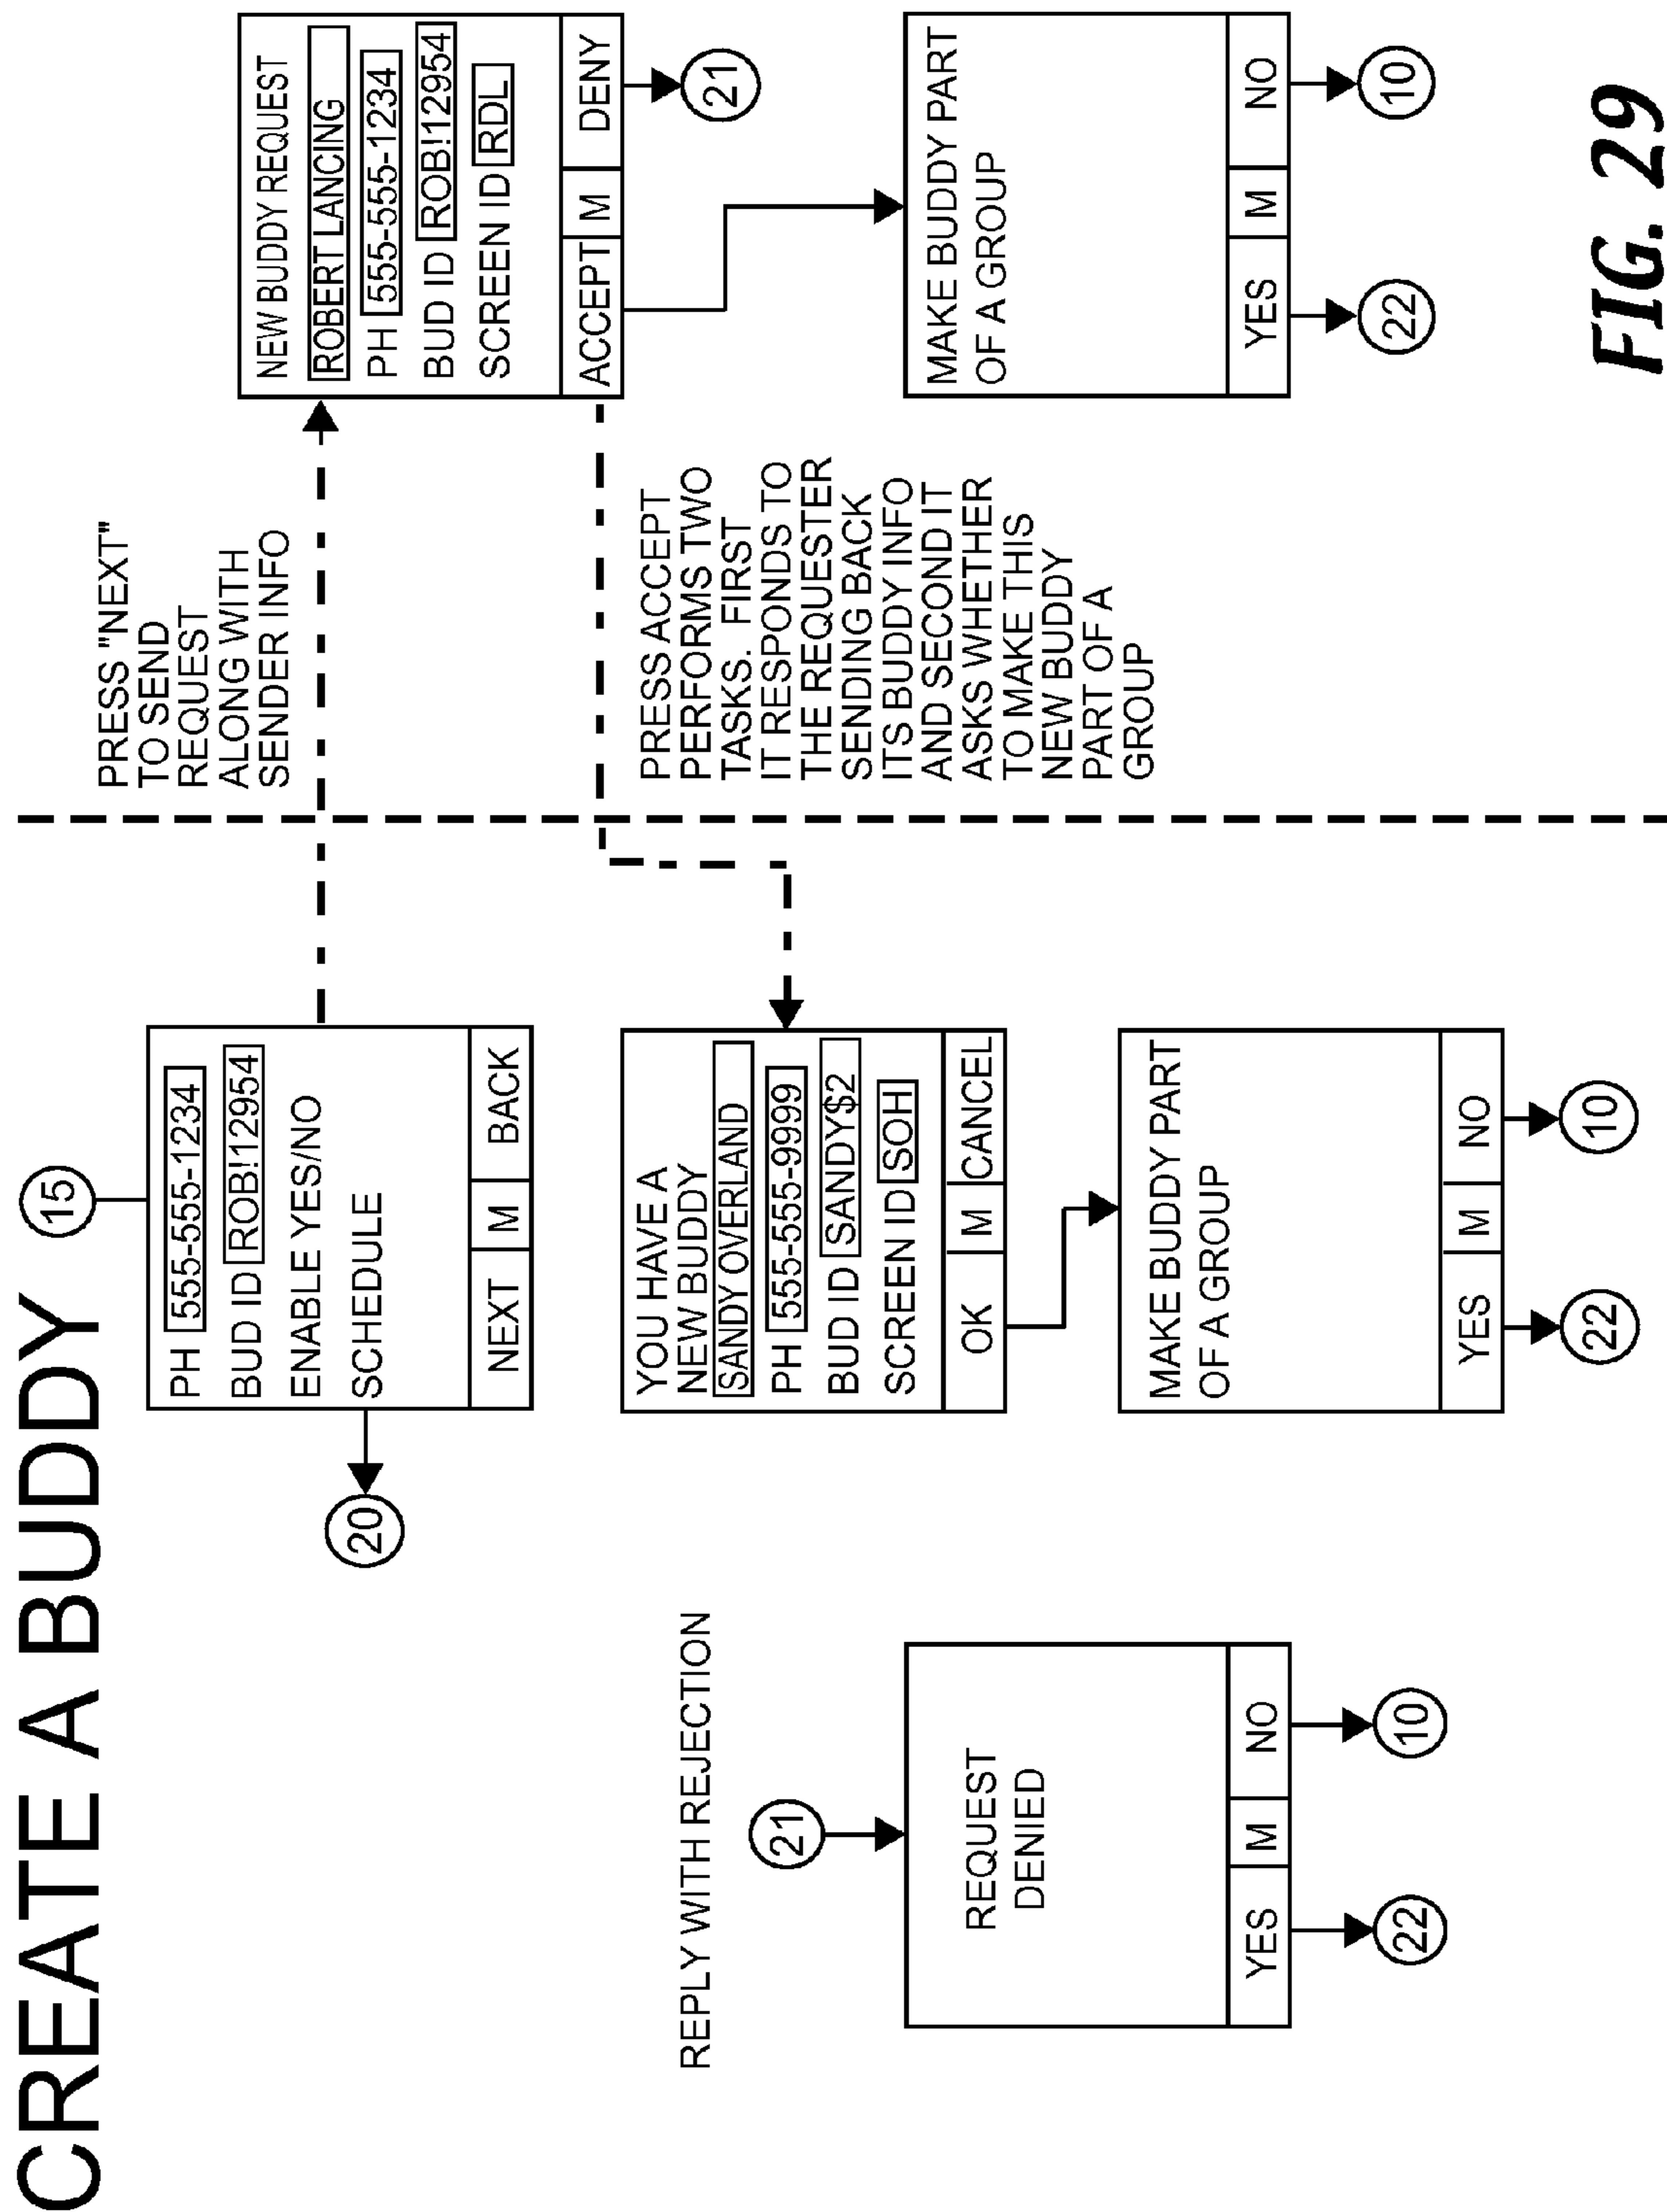 CREATE A BUDDY
15
PH 555-555-1234
BUD ID ROB!12954
ENABLE YES/NO
SCHEDULE
NEXT M BACK
20
PRESS "NEXT"
TO SEND
REQUEST
ALONG WITH
SENDER INFO
NEW BUDDY REQUEST
ROBERT LANCING
PH 555-555-1234
BUD ID ROB!12954
SCREEN ID RDL
ACCEPT M DENY
21
PRESS ACCEPT
PERFORMS TWO
TASKS. FIRST
IT RESPONDS TO
THE REQUESTER
SENDING BACK
ITS BUDDY INFO
AND SECOND IT
ASKS WHETHER
TO MAKE THIS
NEW BUDDY
PART OF A
GROUP
MAKE BUDDY PART
OF A GROUP
YES M NO
22 10
YOU HAVE A
NEW BUDDY
SANDY OVERLAND
PH 555-555-9999
BUD ID SANDYS2
SCREEN ID SOH
OK M CANCEL
MAKE BUDDY PART
OF A GROUP
YES M NO
22 10
REPLY WITH REJECTION
21
REQUEST
DENIED
YES M NO
22 10
FIG. 29